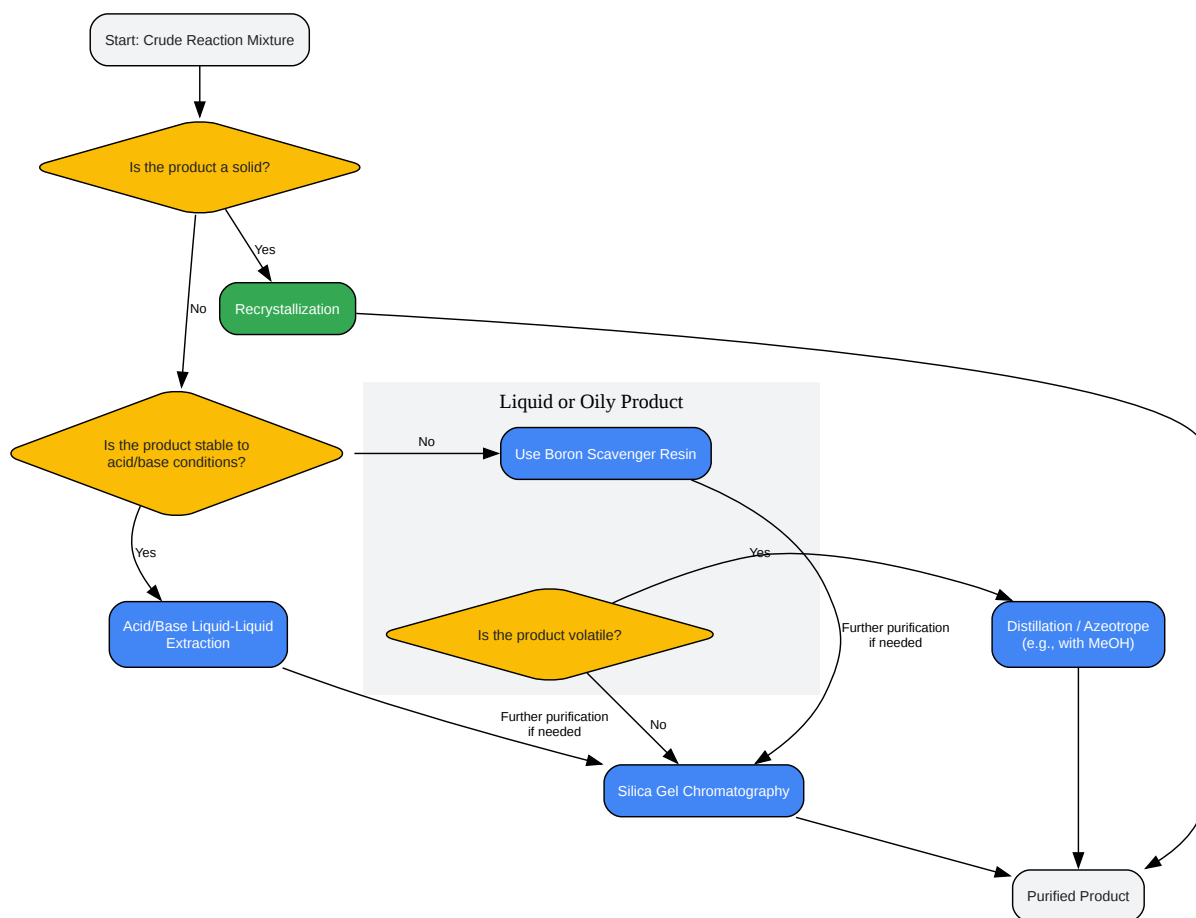 Start: Crude Reaction Mixture
Is the product a solid?
Yes
No
Recrystallization
Liquid or Oily Product
Is the product stable to
acid/base conditions?
No
Use Boron Scavenger Resin
Yes
Yes
Acid/Base Liquid-Liquid
Extraction
Is the product volatile?
Further purification
if needed
Distillation / Azeotrope
(e.g., with MeOH)
Further purification
if needed
No
Silica Gel Chromatography
Purified Product